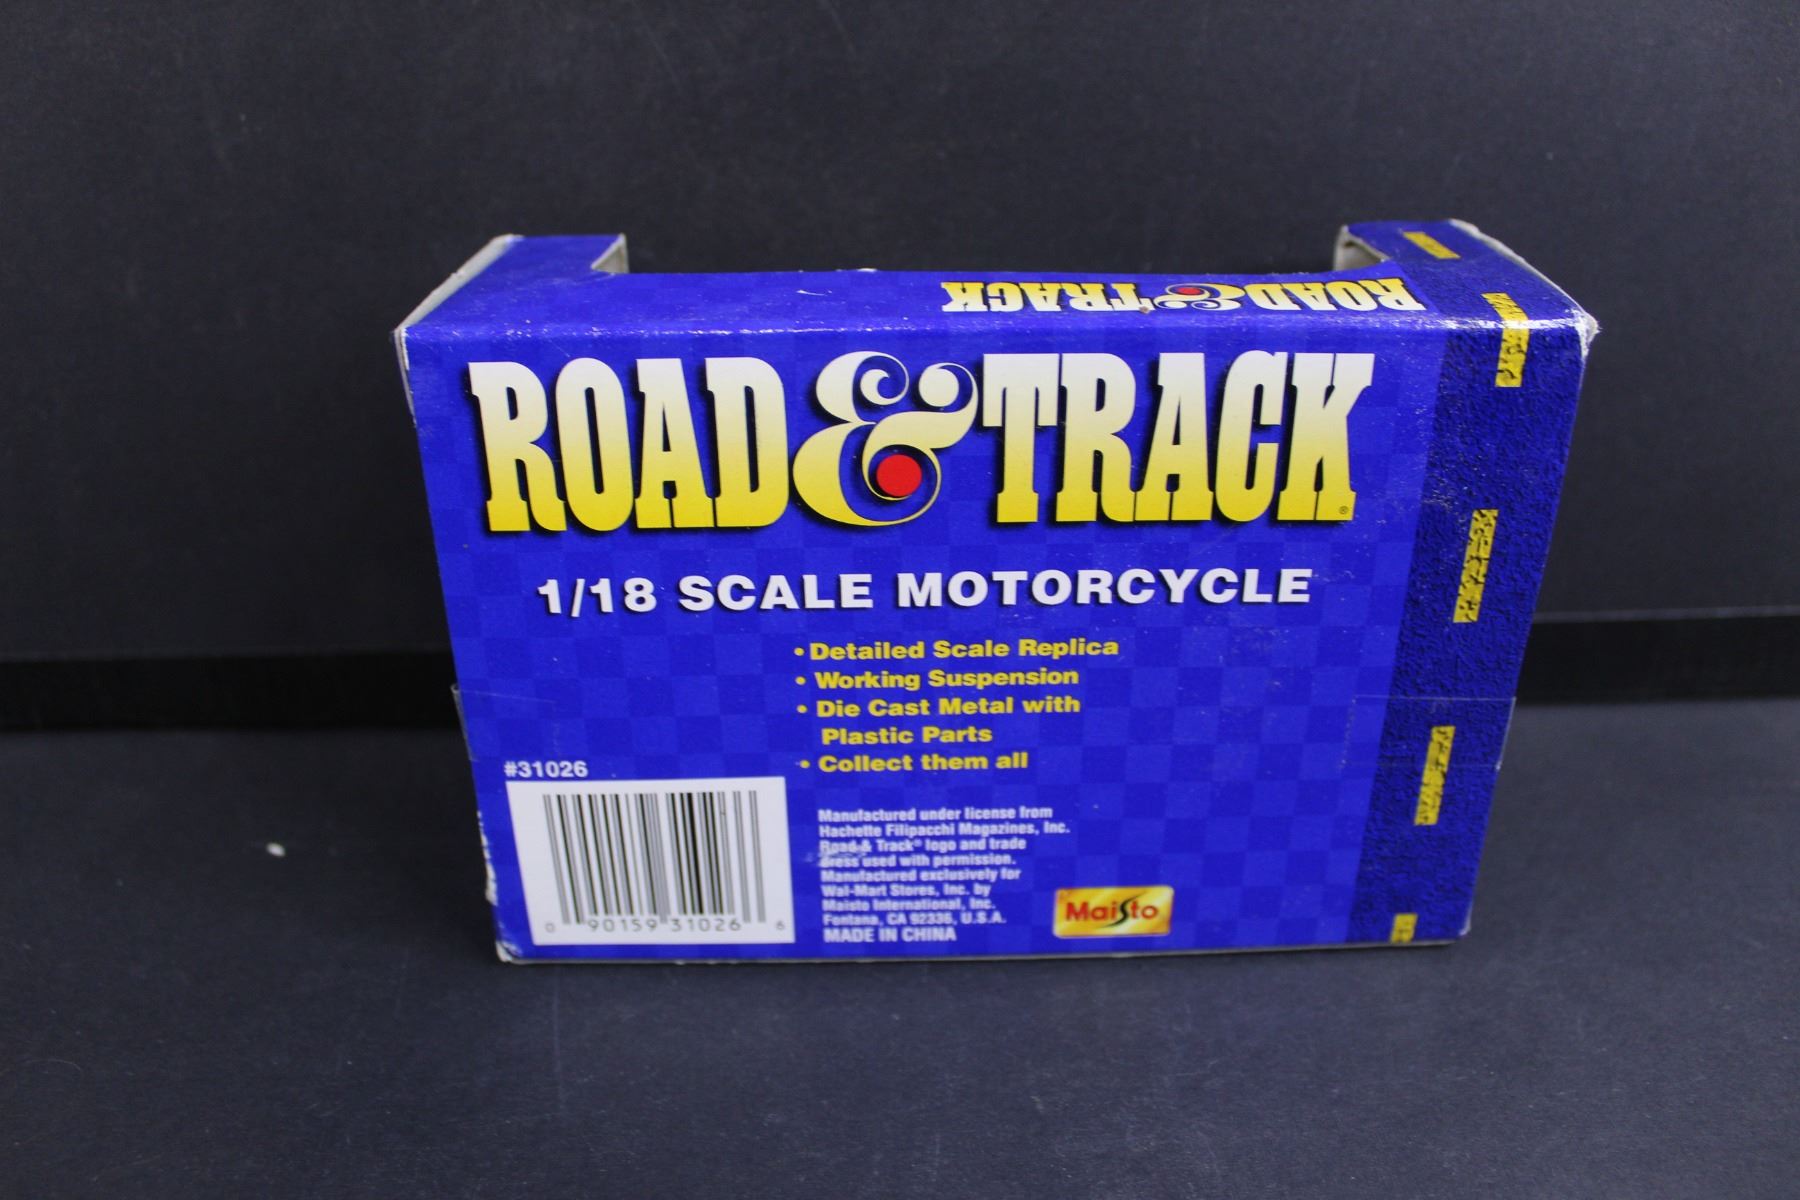 ROAD & TRACK
ROAD & TRACK®
1/18 SCALE MOTORCYCLE
• Detailed Scale Replica
• Working Suspension
• Die Cast Metal with
Plastic Parts
• Collect them all
#31026
0 90159 31026 6
Manufactured under license from
Hachette Filipacchi Magazines, Inc.
Road & Track® logo and trade
dress used with permission.
Manufactured exclusively for
Wal-Mart Stores, Inc. by
Maisto International, Inc.
Fontana, CA 92336, U.S.A.
MADE IN CHINA
Maisto